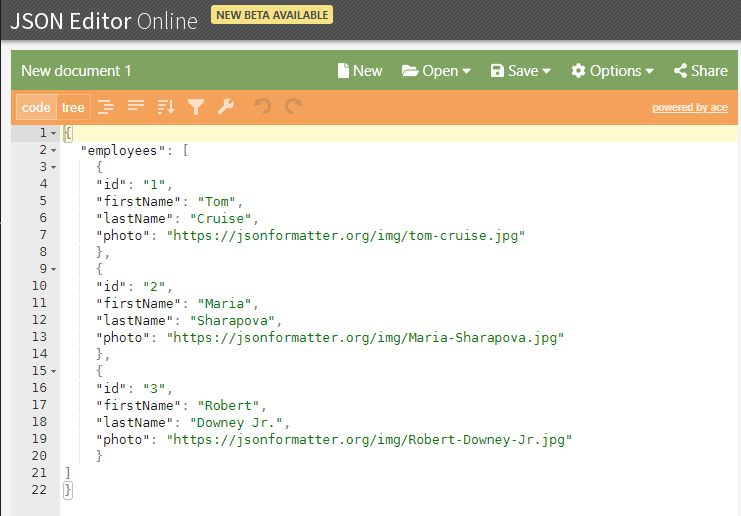 JSON Editor Online NEW BETA AVAILABLE
New document 1 New Open Save Options Share
code tree powered by ace
1 {
2 "employees": [
3 {
4 "id": "1",
5 "firstName": "Tom",
6 "lastName": "Cruise",
7 "photo": "https://jsonformatter.org/img/tom-cruise.jpg"
8 },
9 {
10 "id": "2",
11 "firstName": "Maria",
12 "lastName": "Sharapova",
13 "photo": "https://jsonformatter.org/img/Maria-Sharapova.jpg"
14 },
15 {
16 "id": "3",
17 "firstName": "Robert",
18 "lastName": "Downey Jr.",
19 "photo": "https://jsonformatter.org/img/Robert-Downey-Jr.jpg"
20 }
21 ]
22 }